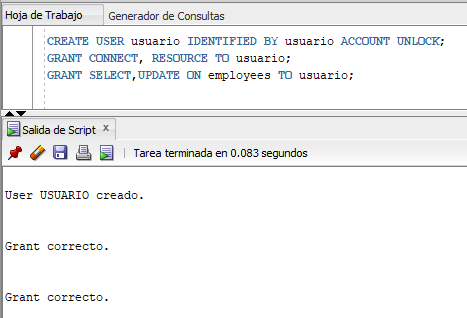 Hoja de Trabajo Generador de Consultas
CREATE USER usuario IDENTIFIED BY usuario ACCOUNT UNLOCK;
GRANT CONNECT, RESOURCE TO usuario;
GRANT SELECT,UPDATE ON employees TO usuario;
Salida de Script x
Tarea terminada en 0.083 segundos
User USUARIO creado.
Grant correcto.
Grant correcto.